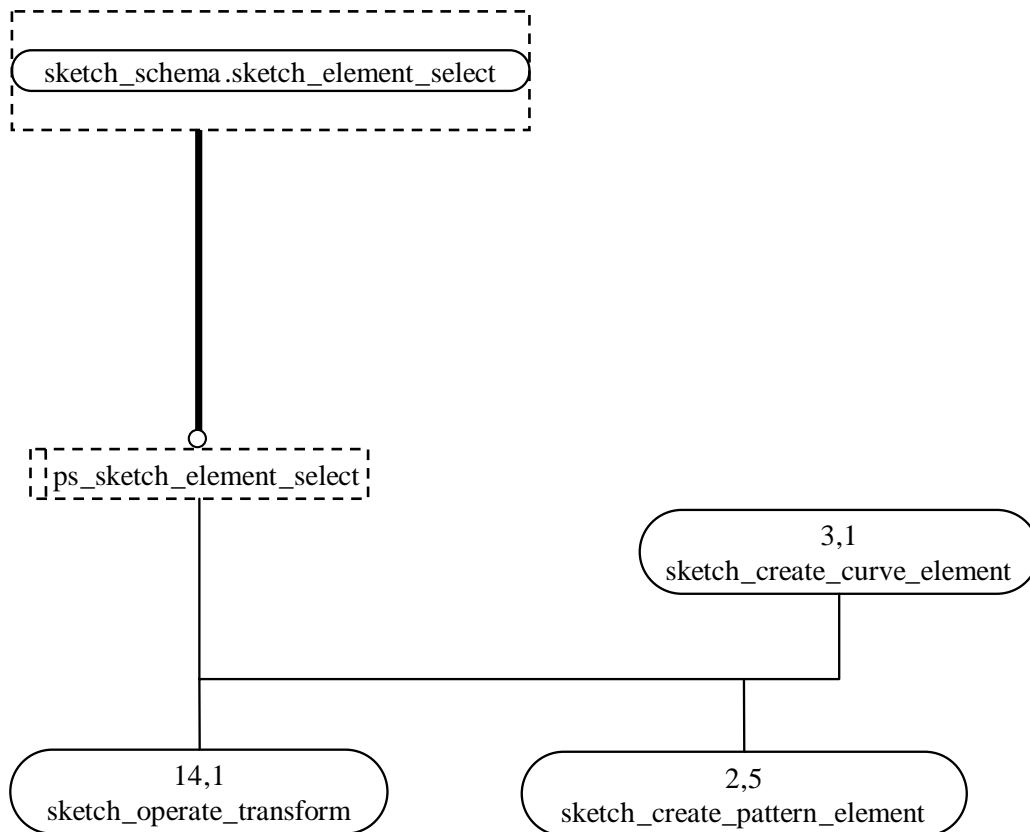 sketch_schema.sketch_element_select
ps_sketch_element_select
3,1
sketch_create_curve_element
14,1
sketch_operate_transform
2,5
sketch_create_pattern_element